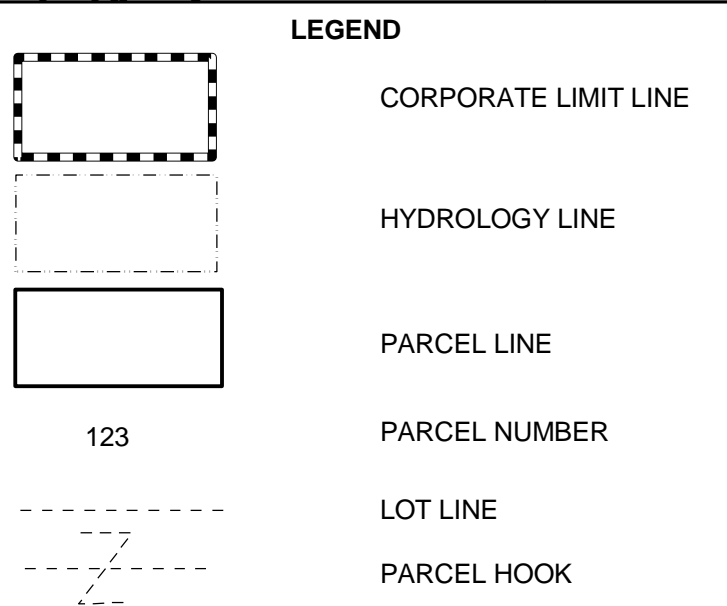 LEGEND
CORPORATE LIMIT LINE
HYDROLOGY LINE
PARCEL LINE
123 PARCEL NUMBER
LOT LINE
PARCEL HOOK